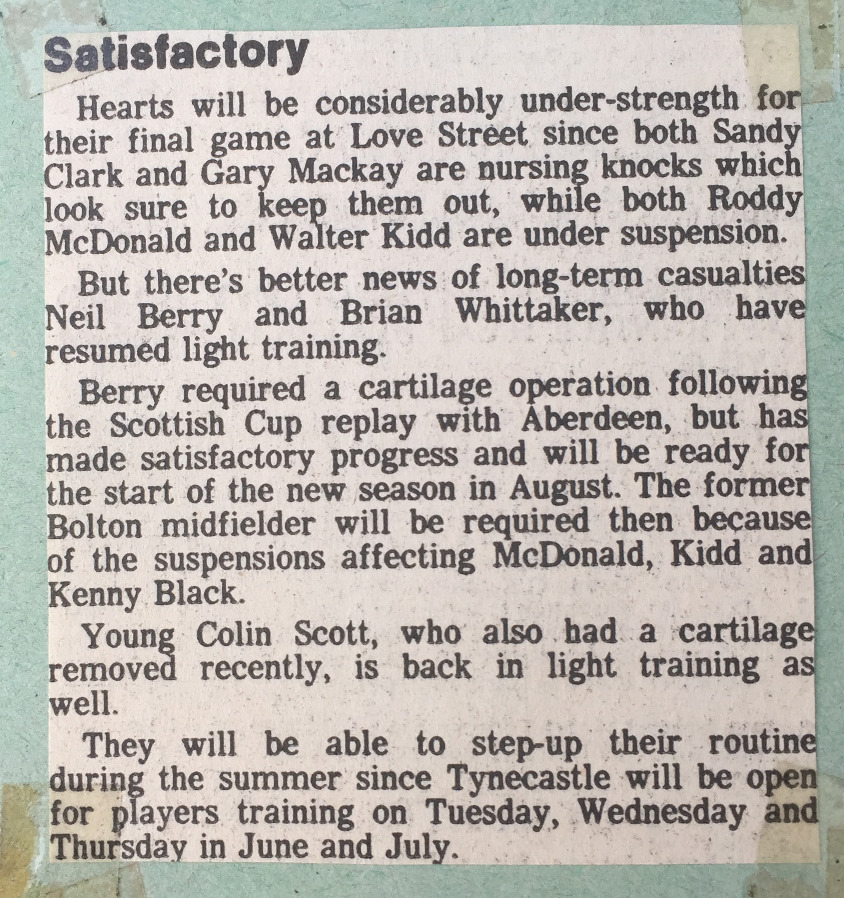 Satisfactory
Hearts will be considerably under-strength for
their final game at Love Street since both Sandy
Clark and Gary Mackay are nursing knocks which
look sure to keep them out, while both Roddy
McDonald and Walter Kidd are under suspension.
But there's better news of long-term casualties
Neil Berry and Brian Whittaker, who have
resumed light training.
Berry required a cartilage operation following
the Scottish Cup replay with Aberdeen, but has
made satisfactory progress and will be ready for
the start of the new season in August. The former
Bolton midfielder will be required then because
of the suspensions affecting McDonald, Kidd and
Kenny Black.
Young Colin Scott, who also had a cartilage
removed recently, is back in light training as
well.
They will be able to step-up their routine
during the summer since Tynecastle will be open
for players training on Tuesday, Wednesday and
Thursday in June and July.